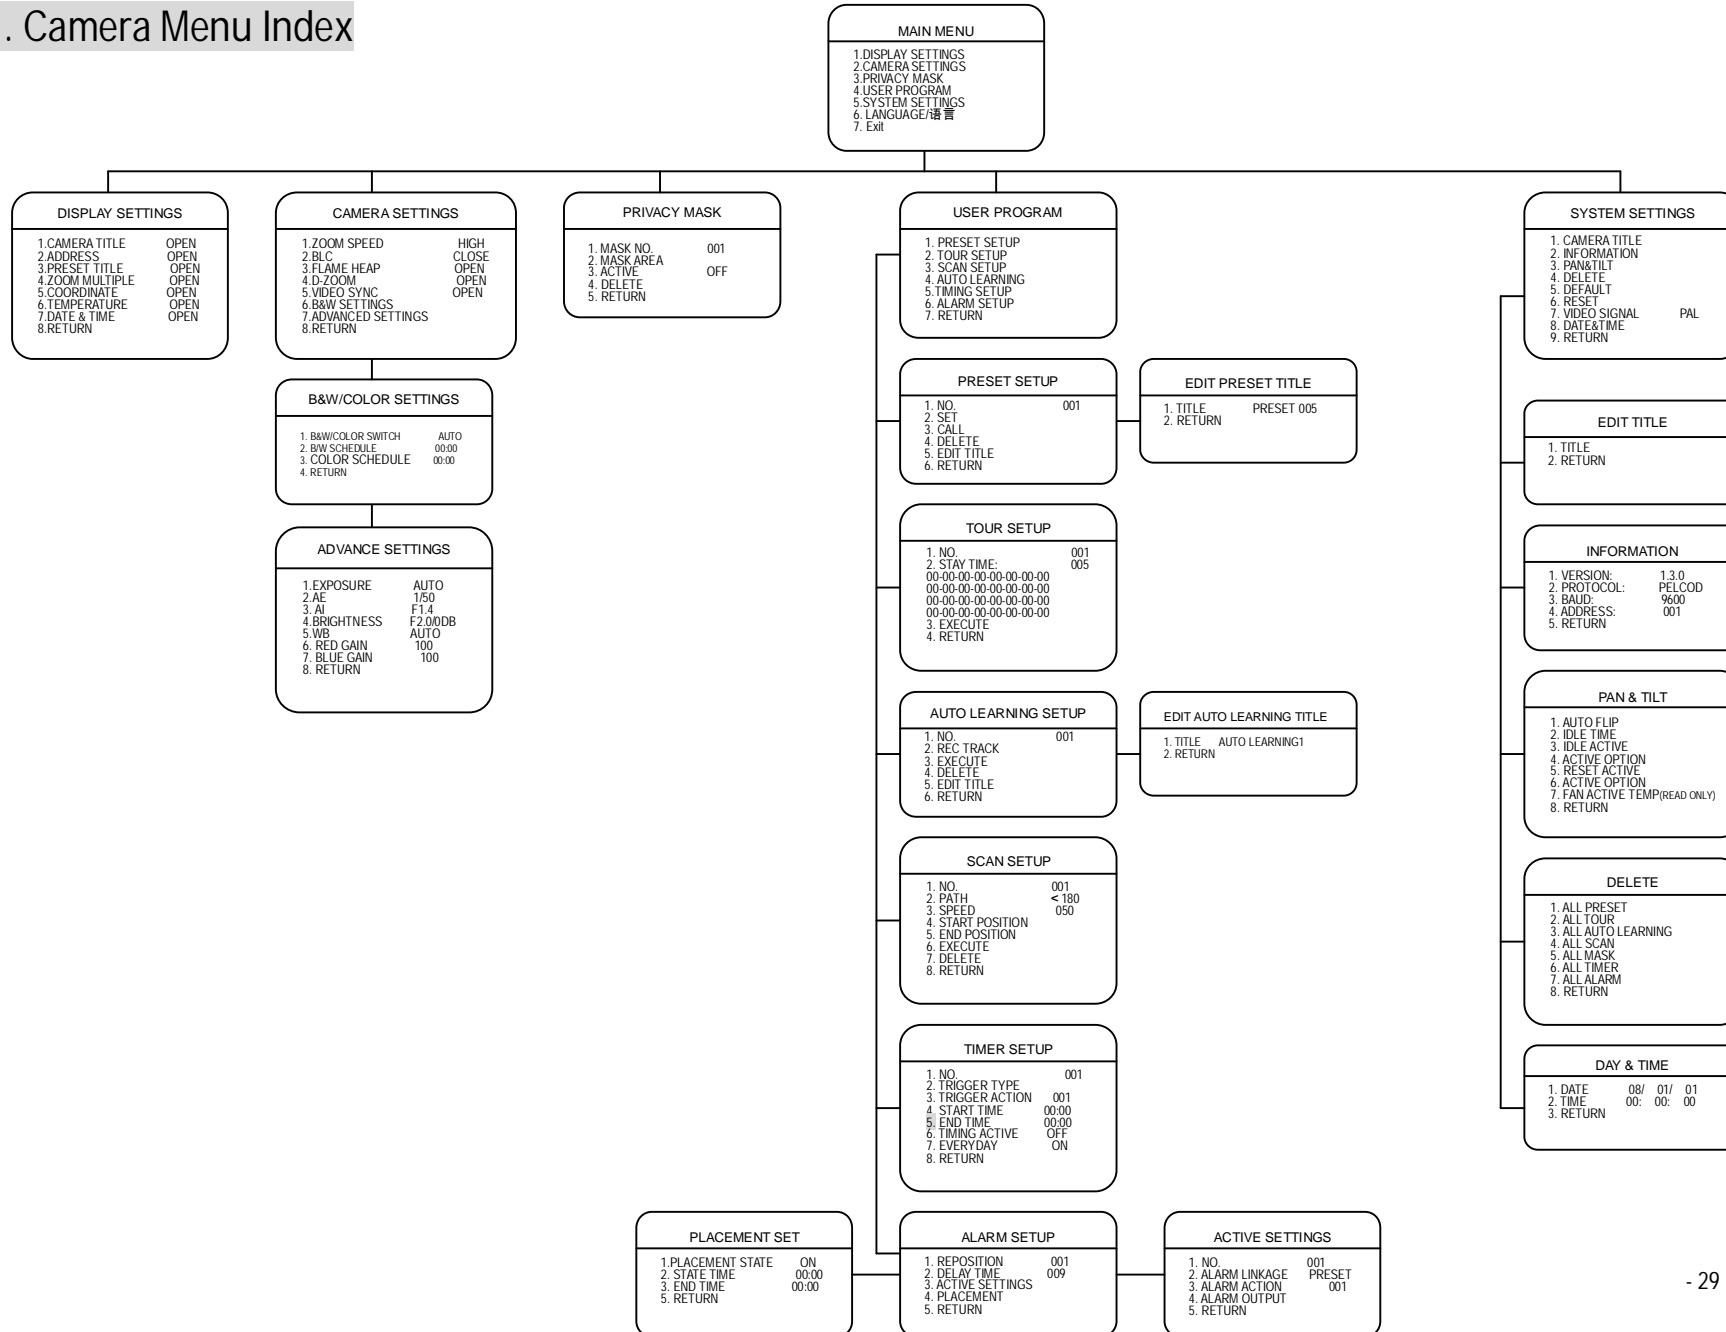 . Camera Menu Index
MAIN MENU
1.DISPLAY SETTINGS
2.CAMERA SETTINGS
3.PRIVACY MASK
4.USER PROGRAM
5.SYSTEM SETTINGS
6. LANGUAGE/语言
7. Exit
DISPLAY SETTINGS
1.CAMERA TITLE OPEN
2.ADDRESS OPEN
3.PRESET TITLE OPEN
4.ZOOM MULTIPLE OPEN
5.COORDINATE OPEN
6.TEMPERATURE OPEN
7.DATE & TIME OPEN
8.RETURN
CAMERA SETTINGS
1.ZOOM SPEED HIGH
2.BLC CLOSE
3.FLAME HEAP OPEN
4.D-ZOOM OPEN
5.VIDEO SYNC OPEN
6.B&W SETTINGS
7.ADVANCED SETTINGS
8.RETURN
B&W/COLOR SETTINGS
1. B&W/COLOR SWITCH AUTO
2. B/W SCHEDULE 00:00
3. COLOR SCHEDULE 00:00
4. RETURN
ADVANCE SETTINGS
1.EXPOSURE AUTO
2.AE 1/50
3. AI F1.4
4.BRIGHTNESS F2.0/0DB
5.WB AUTO
6. RED GAIN 100
7. BLUE GAIN 100
8. RETURN
PRIVACY MASK
1. MASK NO. 001
2. MASK AREA
3. ACTIVE OFF
4. DELETE
5. RETURN
USER PROGRAM
1. PRESET SETUP
2. TOUR SETUP
3. SCAN SETUP
4. AUTO LEARNING
5.TIMING SETUP
6. ALARM SETUP
7. RETURN
PRESET SETUP
1. NO. 001
2. SET
3. CALL
4. DELETE
5. EDIT TITLE
6. RETURN
EDIT PRESET TITLE
1. TITLE PRESET 005
2. RETURN
TOUR SETUP
1. NO. 001
2. STAY TIME: 005
00-00-00-00-00-00-00-00
00-00-00-00-00-00-00-00
00-00-00-00-00-00-00-00
00-00-00-00-00-00-00-00
3. EXECUTE
4. RETURN
AUTO LEARNING SETUP
1. NO. 001
2. REC TRACK
3. EXECUTE
4. DELETE
5. EDIT TITLE
6. RETURN
EDIT AUTO LEARNING TITLE
1. TITLE AUTO LEARNING1
2. RETURN
SCAN SETUP
1. NO. 001
2. PATH < 180
3. SPEED 050
4. START POSITION
5. END POSITION
6. EXECUTE
7. DELETE
8. RETURN
TIMER SETUP
1. NO. 001
2. TRIGGER TYPE
3. TRIGGER ACTION 001
4. START TIME 00:00
5. END TIME 00:00
6. TIMING ACTIVE OFF
7. EVERYDAY ON
8. RETURN
PLACEMENT SET
1.PLACEMENT STATE ON
2. STATE TIME 00:00
3. END TIME 00:00
5. RETURN
ALARM SETUP
1. REPOSITION 001
2. DELAY TIME 009
3. ACTIVE SETTINGS
4. PLACEMENT
5. RETURN
ACTIVE SETTINGS
1. NO. 001
2. ALARM LINKAGE PRESET
3. ALARM ACTION 001
4. ALARM OUTPUT
5. RETURN
SYSTEM SETTINGS
1. CAMERA TITLE
2. INFORMATION
3. PAN&TILT
4. DELETE
5. DEFAULT
6. RESET
7. VIDEO SIGNAL PAL
8. DATE&TIME
9. RETURN
EDIT TITLE
1. TITLE
2. RETURN
INFORMATION
1. VERSION: 1.3.0
2. PROTOCOL: PELCOD
3. BAUD: 9600
4. ADDRESS: 001
5. RETURN
PAN & TILT
1. AUTO FLIP
2. IDLE TIME
3. IDLE ACTIVE
4. ACTIVE OPTION
5. RESET ACTIVE
6. ACTIVE OPTION
7. FAN ACTIVE TEMP(READ ONLY)
8. RETURN
DELETE
1. ALL PRESET
2. ALL TOUR
3. ALL AUTO LEARNING
4. ALL SCAN
5. ALL MASK
6. ALL TIMER
7. ALL ALARM
8. RETURN
DAY & TIME
1. DATE 08/ 01/ 01
2. TIME 00: 00: 00
3. RETURN
- 29